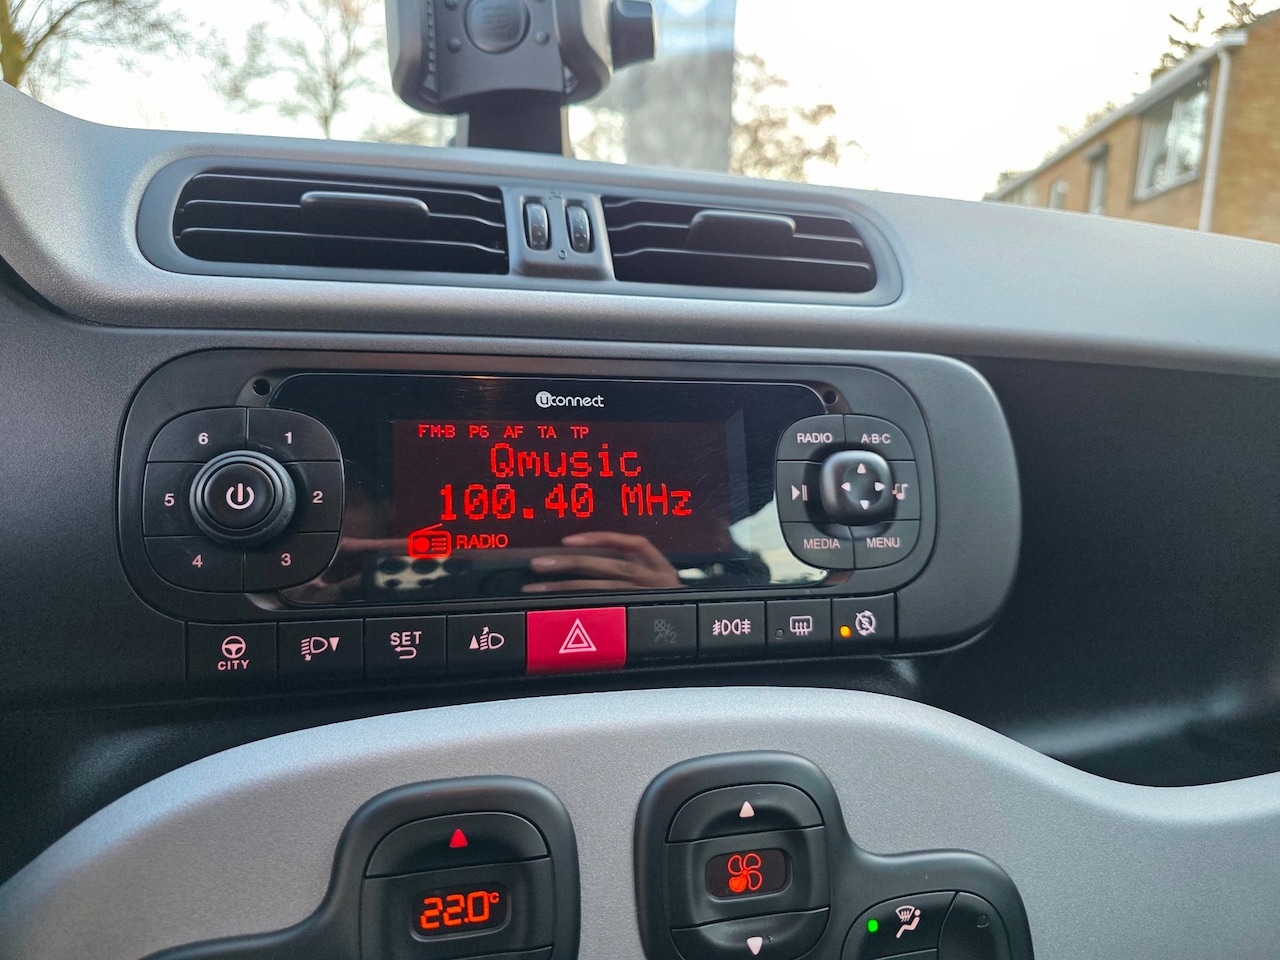 uconnect
FM-B P6 AF TA TP
Qmusic
100.40 MHz
RADIO
6 1
5 2
4 3
RADIO A·B·C
MEDIA MENU
CITY
SET
22.0°C